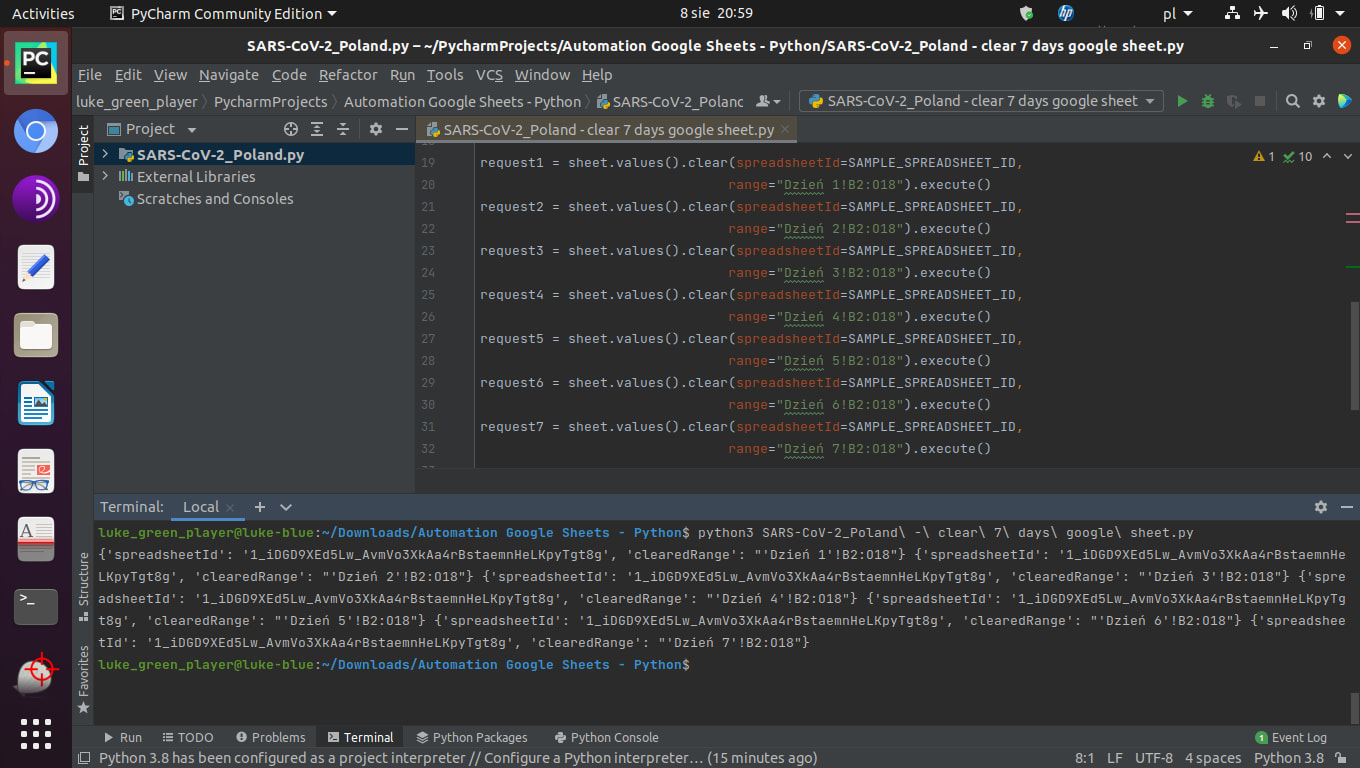 Activities PyCharm Community Edition 8 sie 20:59 pl
SARS-CoV-2_Poland.py – ~/PycharmProjects/Automation Google Sheets - Python/SARS-CoV-2_Poland - clear 7 days google sheet.py
File Edit View Navigate Code Refactor Run Tools VCS Window Help
luke_green_player PycharmProjects Automation Google Sheets - Python SARS-CoV-2_Polanc SARS-CoV-2_Poland - clear 7 days google sheet
Project
Project
SARS-CoV-2_Poland - clear 7 days google sheet.py
SARS-CoV-2_Poland.py
External Libraries
Scratches and Consoles
1 10
19 request1 = sheet.values().clear(spreadsheetId=SAMPLE_SPREADSHEET_ID,
20 range="Dzień 1!B2:O18").execute()
21 request2 = sheet.values().clear(spreadsheetId=SAMPLE_SPREADSHEET_ID,
22 range="Dzień 2!B2:O18").execute()
23 request3 = sheet.values().clear(spreadsheetId=SAMPLE_SPREADSHEET_ID,
24 range="Dzień 3!B2:O18").execute()
25 request4 = sheet.values().clear(spreadsheetId=SAMPLE_SPREADSHEET_ID,
26 range="Dzień 4!B2:O18").execute()
27 request5 = sheet.values().clear(spreadsheetId=SAMPLE_SPREADSHEET_ID,
28 range="Dzień 5!B2:O18").execute()
29 request6 = sheet.values().clear(spreadsheetId=SAMPLE_SPREADSHEET_ID,
30 range="Dzień 6!B2:O18").execute()
31 request7 = sheet.values().clear(spreadsheetId=SAMPLE_SPREADSHEET_ID,
32 range="Dzień 7!B2:O18").execute()
Terminal: Local
luke_green_player@luke-blue:~/Downloads/Automation Google Sheets - Python$ python3 SARS-CoV-2_Poland\ -\ clear\ 7\ days\ google\ sheet.py
{'spreadsheetId': '1_iDGD9XEd5Lw_AvmVo3XkAa4rBstaemnHeLKpyTgt8g', 'clearedRange': "'Dzień 1'!B2:O18"} {'spreadsheetId': '1_iDGD9XEd5Lw_AvmVo3XkAa4rBstaemnHe
LKpyTgt8g', 'clearedRange': "'Dzień 2'!B2:O18"} {'spreadsheetId': '1_iDGD9XEd5Lw_AvmVo3XkAa4rBstaemnHeLKpyTgt8g', 'clearedRange': "'Dzień 3'!B2:O18"} {'spre
adsheetId': '1_iDGD9XEd5Lw_AvmVo3XkAa4rBstaemnHeLKpyTgt8g', 'clearedRange': "'Dzień 4'!B2:O18"} {'spreadsheetId': '1_iDGD9XEd5Lw_AvmVo3XkAa4rBstaemnHeLKpyTg
t8g', 'clearedRange': "'Dzień 5'!B2:O18"} {'spreadsheetId': '1_iDGD9XEd5Lw_AvmVo3XkAa4rBstaemnHeLKpyTgt8g', 'clearedRange': "'Dzień 6'!B2:O18"} {'spreadshee
tId': '1_iDGD9XEd5Lw_AvmVo3XkAa4rBstaemnHeLKpyTgt8g', 'clearedRange': "'Dzień 7'!B2:O18"}
luke_green_player@luke-blue:~/Downloads/Automation Google Sheets - Python$
Structure
Favorites
Run TODO Problems Terminal Python Packages Python Console 1 Event Log
Python 3.8 has been configured as a project interpreter // Configure a Python interpreter… (15 minutes ago) 8:1 LF UTF-8 4 spaces Python 3.8